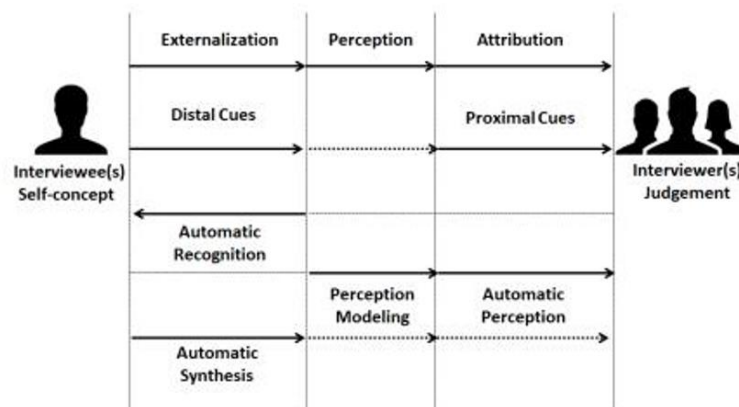 Externalization
Perception
Attribution
Distal Cues
Proximal Cues
Interviewee(s)
Self-concept
Interviewer(s)
Judgement
Automatic
Recognition
Perception
Modeling
Automatic
Perception
Automatic
Synthesis